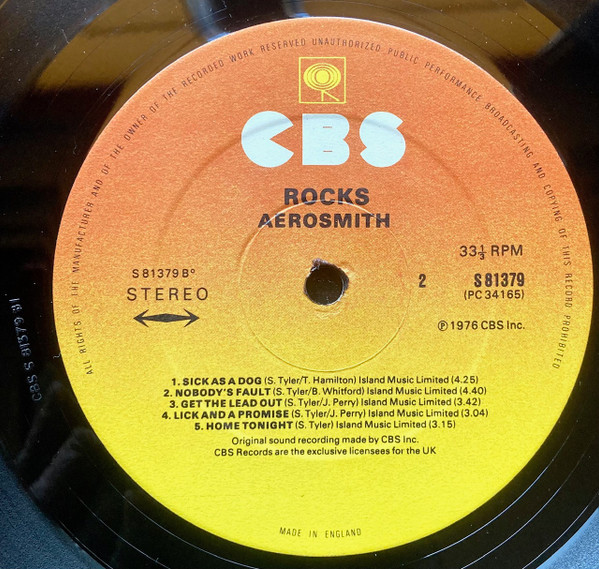 ALL RIGHTS OF THE MANUFACTURER AND OF THE OWNER OF THE RECORDED WORK RESERVED UNAUTHORIZED PUBLIC PERFORMANCE BROADCASTING AND COPYING OF THIS RECORD PROHIBITED
CBS
ROCKS
AEROSMITH
33⅓ RPM
S 81379 B°
STEREO
2
S 81379
(PC 34165)
℗ 1976 CBS Inc.
1. SICK AS A DOG (S. Tyler/T. Hamilton) Island Music Limited (4.25)
2. NOBODY'S FAULT (S. Tyler/B. Whitford) Island Music Limited (4.40)
3. GET THE LEAD OUT (S. Tyler/J. Perry) Island Music Limited (3.42)
4. LICK AND A PROMISE (S. Tyler/J. Perry) Island Music Limited (3.04)
5. HOME TONIGHT (S. Tyler) Island Music Limited (3.15)
Original sound recording made by CBS Inc.
CBS Records are the exclusive licensees for the UK
MADE IN ENGLAND
CBS S 81379 B1